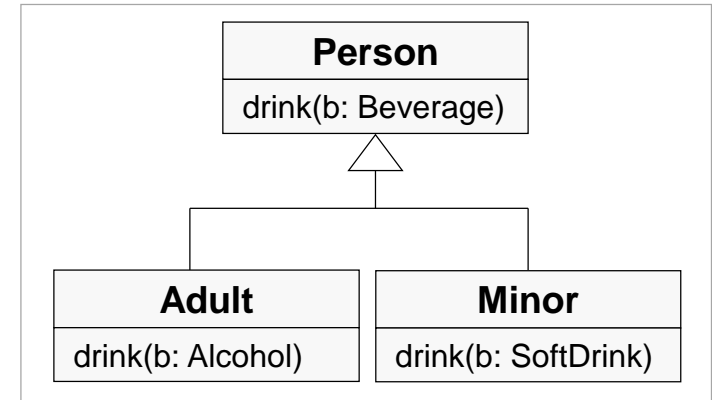 Person
drink(b: Beverage)
Adult
drink(b: Alcohol)
Minor
drink(b: SoftDrink)